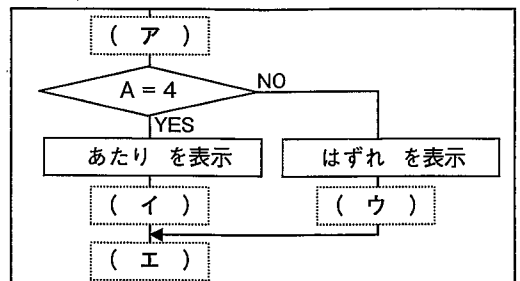 ( ア )
A = 4
NO
YES
あたり を表示
はずれ を表示
( イ )
( ウ )
( エ )